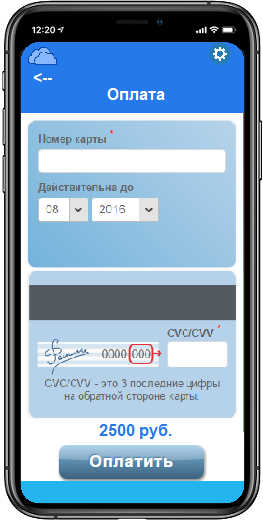 12:20
<--
Оплата
Номер карты *
Действительна до
08 2016
CVC/CVV *
0000 000
CVC/CVV - это 3 последние цифры
на обратной стороне карты.
2500 руб.
Оплатить